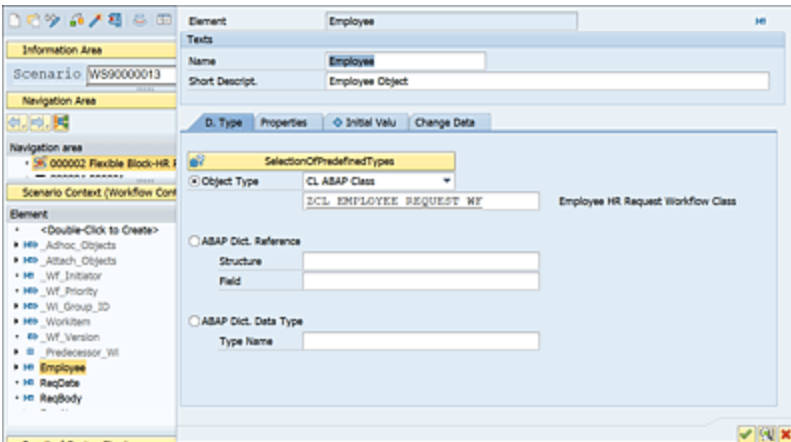 Information Area
Scenario WS90000013
Navigation Area
Navigation area
000002 Flexible Block-HR
Scenario Context (Workflow Cont
Element
<Double-Click to Create>
_Adhoc_Objects
_Attach_Objects
_Wf_Initiator
_Wf_Priority
_Wi_Group_ID
_Workitem
_Wf_Version
_Predecessor_Wi
Employee
ReqDate
ReqBody
Element Employee
Texts
Name Employee
Short Descript. Employee Object
D. Type Properties Initial Valu Change Data
SelectionOfPredefinedTypes
Object Type CL ABAP Class
ZCL_EMPLOYEE_REQUEST_WF Employee HR Request Workflow Class
ABAP Dict. Reference
Structure
Field
ABAP Dict. Data Type
Type Name